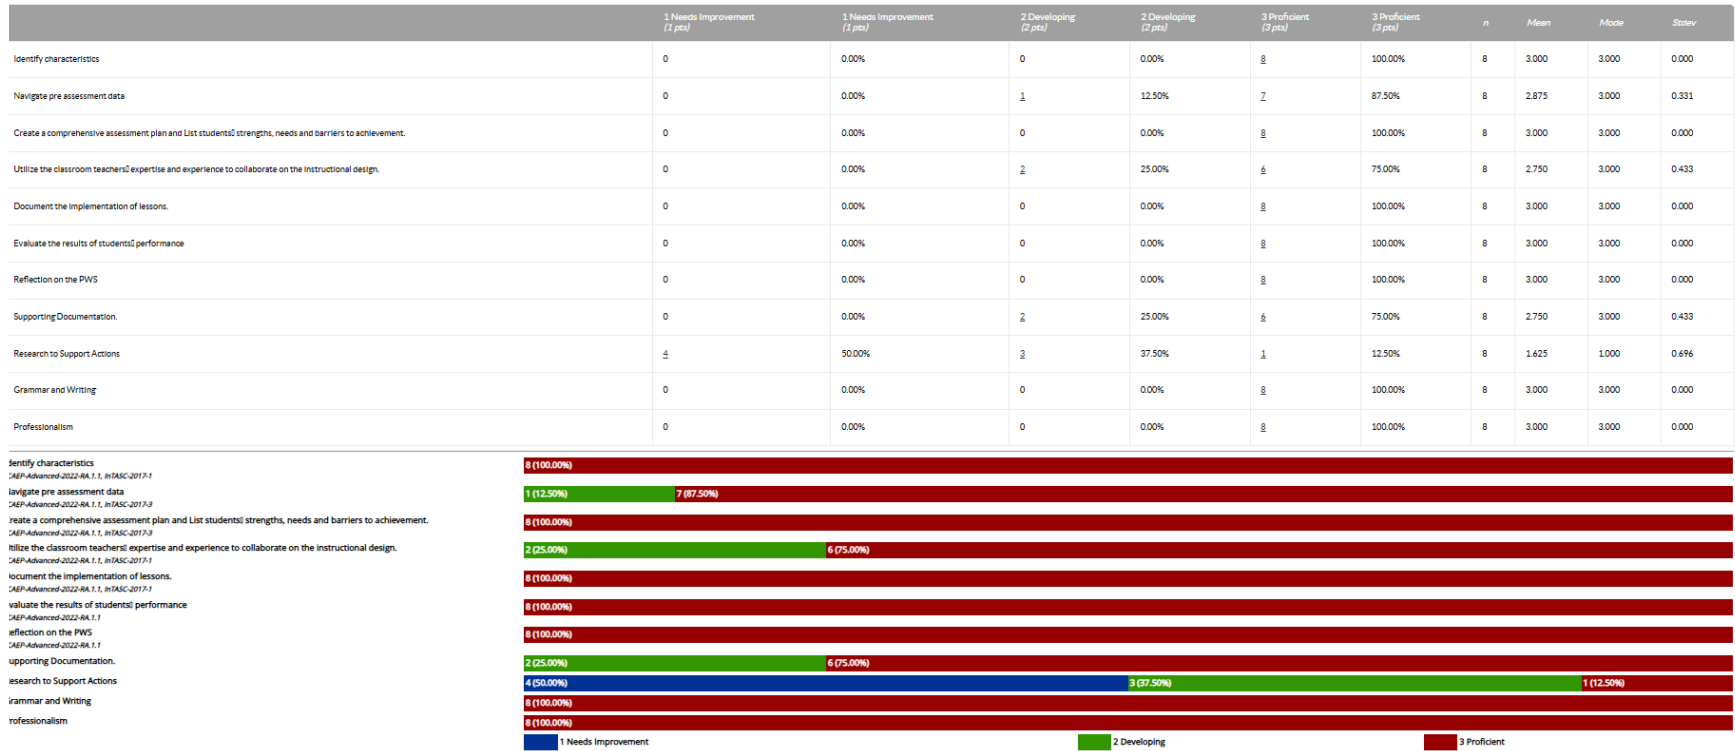 1 Needs Improvement (1 pts) 1 Needs Improvement (1 pts) 2 Developing (2 pts) 2 Developing (2 pts) 3 Proficient (3 pts) 3 Proficient (3 pts) n Mean Mode Stdev
Identify characteristics 0 0.00% 0 0.00% 8 100.00% 8 3.000 3.000 0.000
Navigate pre assessment data 0 0.00% 1 12.50% 7 87.50% 8 2.875 3.000 0.331
Create a comprehensive assessment plan and List students▯ strengths, needs and barriers to achievement. 0 0.00% 0 0.00% 8 100.00% 8 3.000 3.000 0.000
Utilize the classroom teachers▯ expertise and experience to collaborate on the instructional design. 0 0.00% 2 25.00% 6 75.00% 8 2.750 3.000 0.433
Document the implementation of lessons. 0 0.00% 0 0.00% 8 100.00% 8 3.000 3.000 0.000
Evaluate the results of students▯ performance 0 0.00% 0 0.00% 8 100.00% 8 3.000 3.000 0.000
Reflection on the PWS 0 0.00% 0 0.00% 8 100.00% 8 3.000 3.000 0.000
Supporting Documentation. 0 0.00% 2 25.00% 6 75.00% 8 2.750 3.000 0.433
Research to Support Actions 4 50.00% 3 37.50% 1 12.50% 8 1.625 1.000 0.696
Grammar and Writing 0 0.00% 0 0.00% 8 100.00% 8 3.000 3.000 0.000
Professionalism 0 0.00% 0 0.00% 8 100.00% 8 3.000 3.000 0.000
dentify characteristics 8 (100.00%)
CAEP-Advanced-2022-RA.1.1, InTASC-2017-1
lavigate pre assessment data 1 (12.50%) 7 (87.50%)
CAEP-Advanced-2022-RA.1.1, InTASC-2017-3
reate a comprehensive assessment plan and List students▯ strengths, needs and barriers to achievement. 8 (100.00%)
CAEP-Advanced-2022-RA.1.1, InTASC-2017-3
tilize the classroom teachers▯ expertise and experience to collaborate on the instructional design. 2 (25.00%) 6 (75.00%)
CAEP-Advanced-2022-RA.1.1, InTASC-2017-1
ocument the implementation of lessons. 8 (100.00%)
CAEP-Advanced-2022-RA.1.1, InTASC-2017-1
valuate the results of students▯ performance 8 (100.00%)
CAEP-Advanced-2022-RA.1.1
eflection on the PWS 8 (100.00%)
CAEP-Advanced-2022-RA.1.1
upporting Documentation. 2 (25.00%) 6 (75.00%)
esearch to Support Actions 4 (50.00%) 3 (37.50%) 1 (12.50%)
rammar and Writing 8 (100.00%)
rofessionalism 8 (100.00%)
1 Needs Improvement 2 Developing 3 Proficient